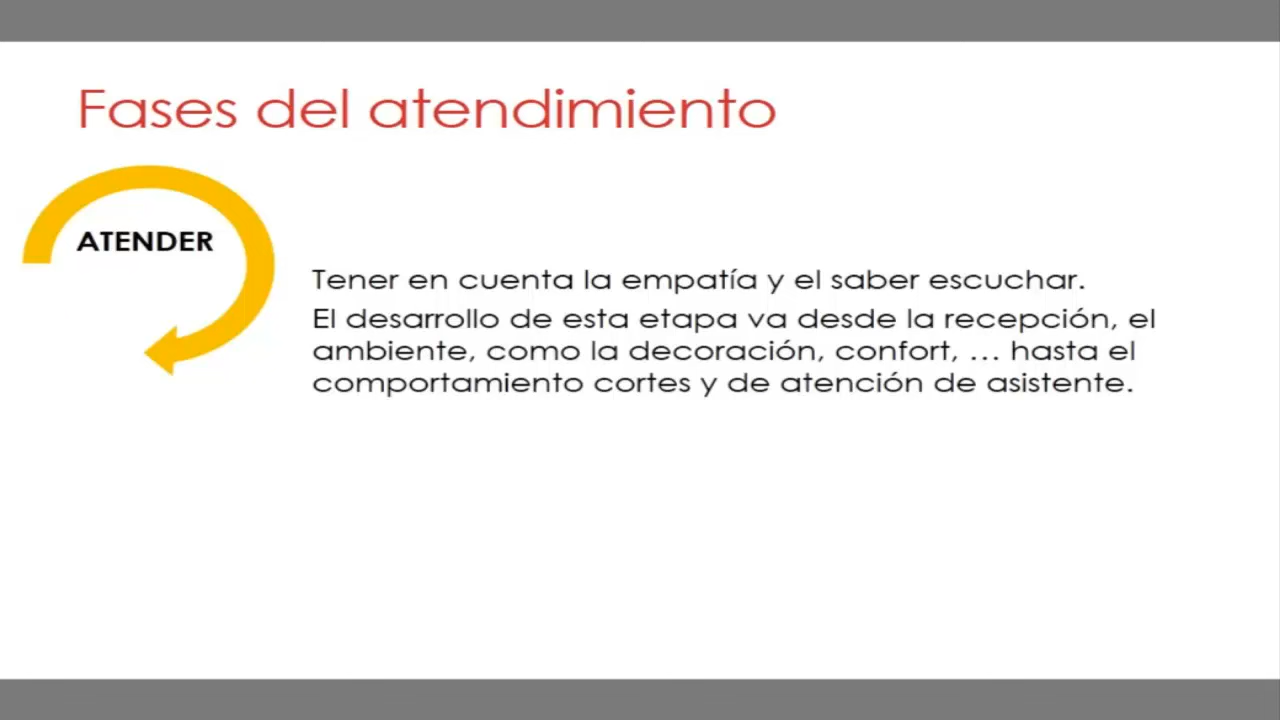 Fases del atendimiento
ATENDER
Tener en cuenta la empatía y el saber escuchar.
El desarrollo de esta etapa va desde la recepción, el
ambiente, como la decoración, confort, … hasta el
comportamiento cortes y de atención de asistente.